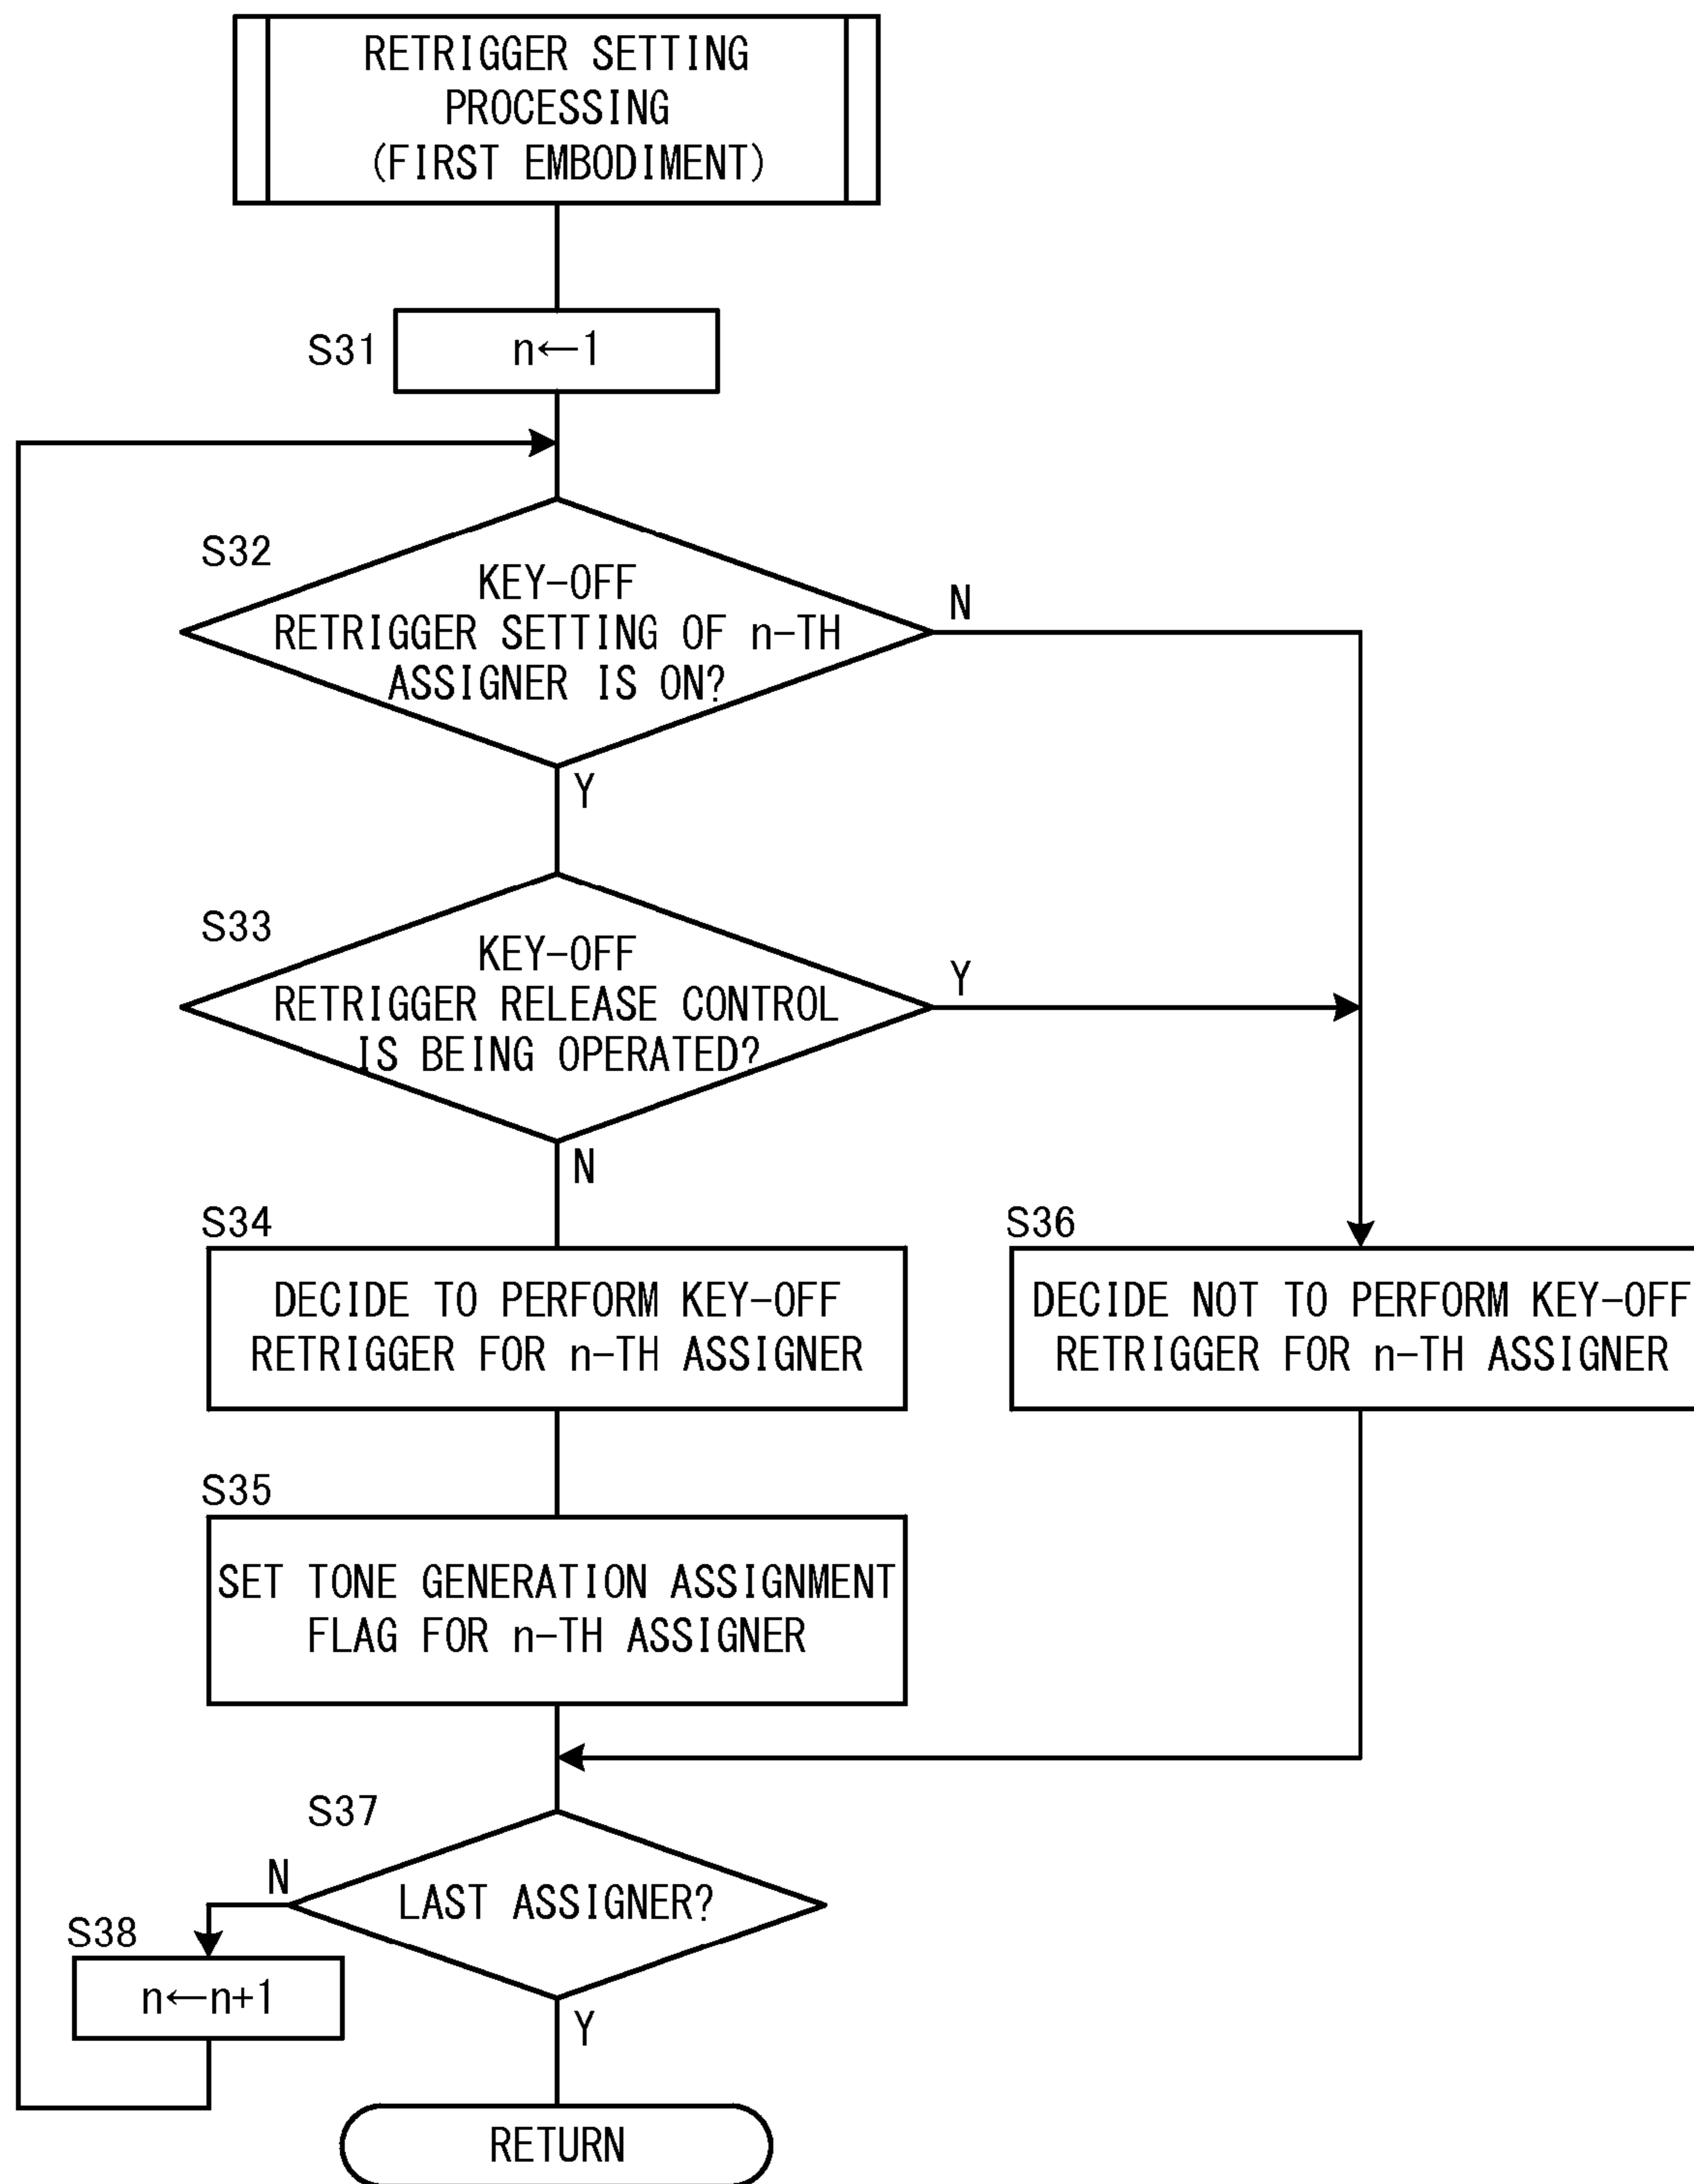 RETRIGGER SETTING
PROCESSING
(FIRST EMBODIMENT)
S31
n←1
S32
KEY-OFF
RETRIGGER SETTING OF n-TH
ASSIGNER IS ON?
N
Y
S33
KEY-OFF
RETRIGGER RELEASE CONTROL
IS BEING OPERATED?
Y
N
S34
DECIDE TO PERFORM KEY-OFF
RETRIGGER FOR n-TH ASSIGNER
S36
DECIDE NOT TO PERFORM KEY-OFF
RETRIGGER FOR n-TH ASSIGNER
S35
SET TONE GENERATION ASSIGNMENT
FLAG FOR n-TH ASSIGNER
S37
LAST ASSIGNER?
N
S38
n←n+1
Y
RETURN